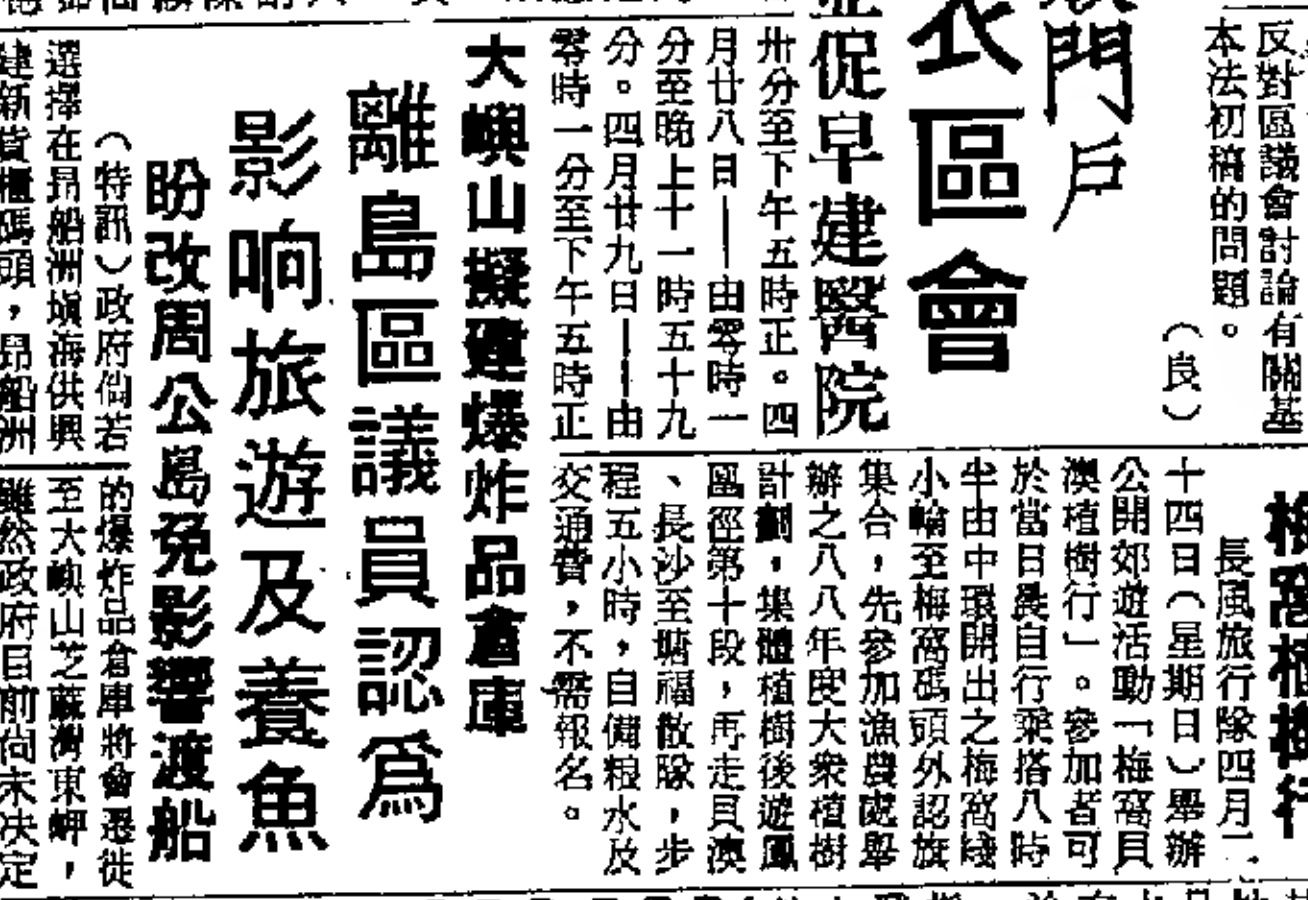 反對區議會討論有關基
本法初稿的問題。
（良）
門戶
衣區會
促早建醫院
卅分至下午五時正。四
月廿八日——由零時一
分至晚上十一時五十九
分。四月廿九日——由
零時一分至下午五時正
長風旅行隊四月二
十四日（星期日）舉辦
公開郊遊活動「梅窩貝
澳植樹行」。參加者可
於當日晨自行乘搭八時
半由中環開出之梅窩綫
小輪至梅窩碼頭外認旗
集合，先參加漁農處舉
辦之八八年度大衆植樹
計劃，集體植樹後遊鳳
凰徑第十段，再走貝澳
、長沙至塘福散隊，步
程五小時，自備粮水及
交通費，不需報名。
大嶼山擬建爆炸品倉庫
離島區議員認爲
影响旅遊及養魚
盼改周公島免影響渡船
（特訊）政府倘若
選擇在昂船洲塡海供興
建新貨櫃碼頭，昂船洲
的爆炸品倉庫將會遷徙
至大嶼山芝蔴灣東岬，
雖然政府目前尚未决定